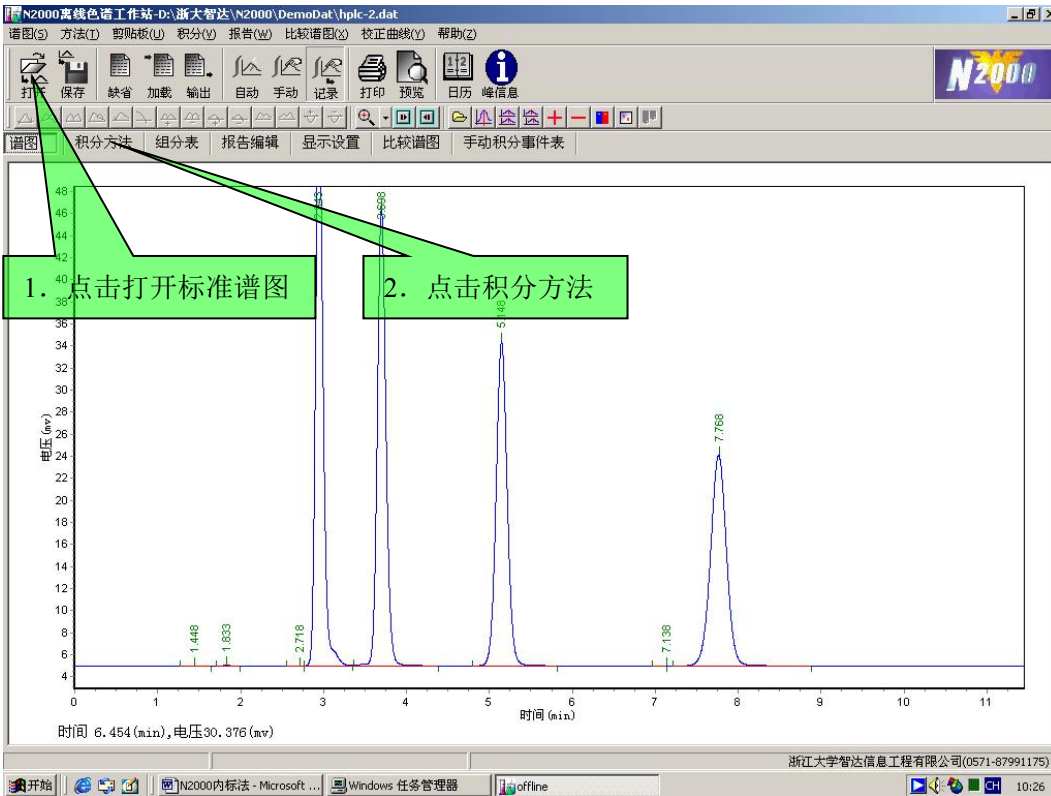 N2000离线色谱工作站-D:\浙大智达\N2000\DemoDat\hplc-2.dat
谱图(S) 方法(T) 剪贴板(U) 积分(V) 报告(W) 比较谱图(X) 校正曲线(Y) 帮助(Z)
打开 保存 缺省 加载 输出 自动 手动 记录 打印 预览 日历 峰信息
N2000
谱图 积分方法 组分表 报告编辑 显示设置 比较谱图 手动积分事件表
1. 点击打开标准谱图
2. 点击积分方法
48
46
44
42
40
38
36
34
32
30
28
26
24
22
20
18
16
14
12
10
8
6
4
电压(mv)
1.448
1.833
2.718
3.698
5.148
7.138
7.768
0 1 2 3 4 5 6 7 8 9 10 11
时间(min)
时间 6.454(min),电压30.376(mv)
浙江大学智达信息工程有限公司(0571-87991175)
开始 N2000内标法 - Microsoft ... Windows 任务管理器 offline CH 10:26